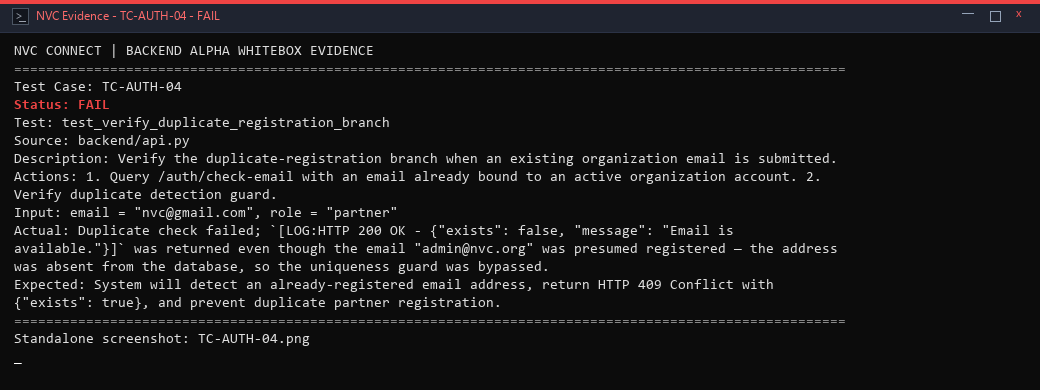 NVC Evidence - TC-AUTH-04 - FAIL
NVC CONNECT | BACKEND ALPHA WHITEBOX EVIDENCE
==========================================================================================================
Test Case: TC-AUTH-04
Status: FAIL
Test: test_verify_duplicate_registration_branch
Source: backend/api.py
Description: Verify the duplicate-registration branch when an existing organization email is submitted.
Actions: 1. Query /auth/check-email with an email already bound to an active organization account. 2.
Verify duplicate detection guard.
Input: email = "nvc@gmail.com", role = "partner"
Actual: Duplicate check failed; `[LOG:HTTP 200 OK - {"exists": false, "message": "Email is
available."}]` was returned even though the email "admin@nvc.org" was presumed registered — the address
was absent from the database, so the uniqueness guard was bypassed.
Expected: System will detect an already-registered email address, return HTTP 409 Conflict with
{"exists": true}, and prevent duplicate partner registration.
==========================================================================================================
Standalone screenshot: TC-AUTH-04.png
_